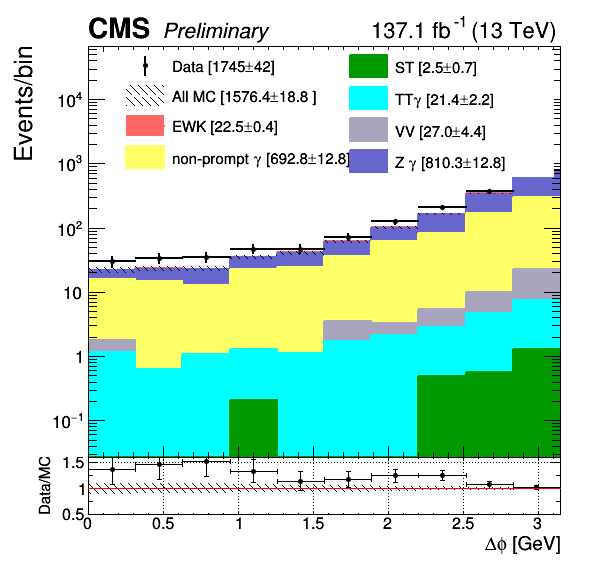 CMS Preliminary 137.1 fb⁻¹ (13 TeV)
Events/bin
Data [1745±42]
All MC [1576.4±18.8 ]
EWK [22.5±0.4]
non-prompt γ [692.8±12.8]
ST [2.5±0.7]
TTγ [21.4±2.2]
VV [27.0±4.4]
Z γ [810.3±12.8]
10⁴
10³
10²
10
1
10⁻¹
Data/MC
1.5
1
0.5
0 0.5 1 1.5 2 2.5 3
Δϕ [GeV]